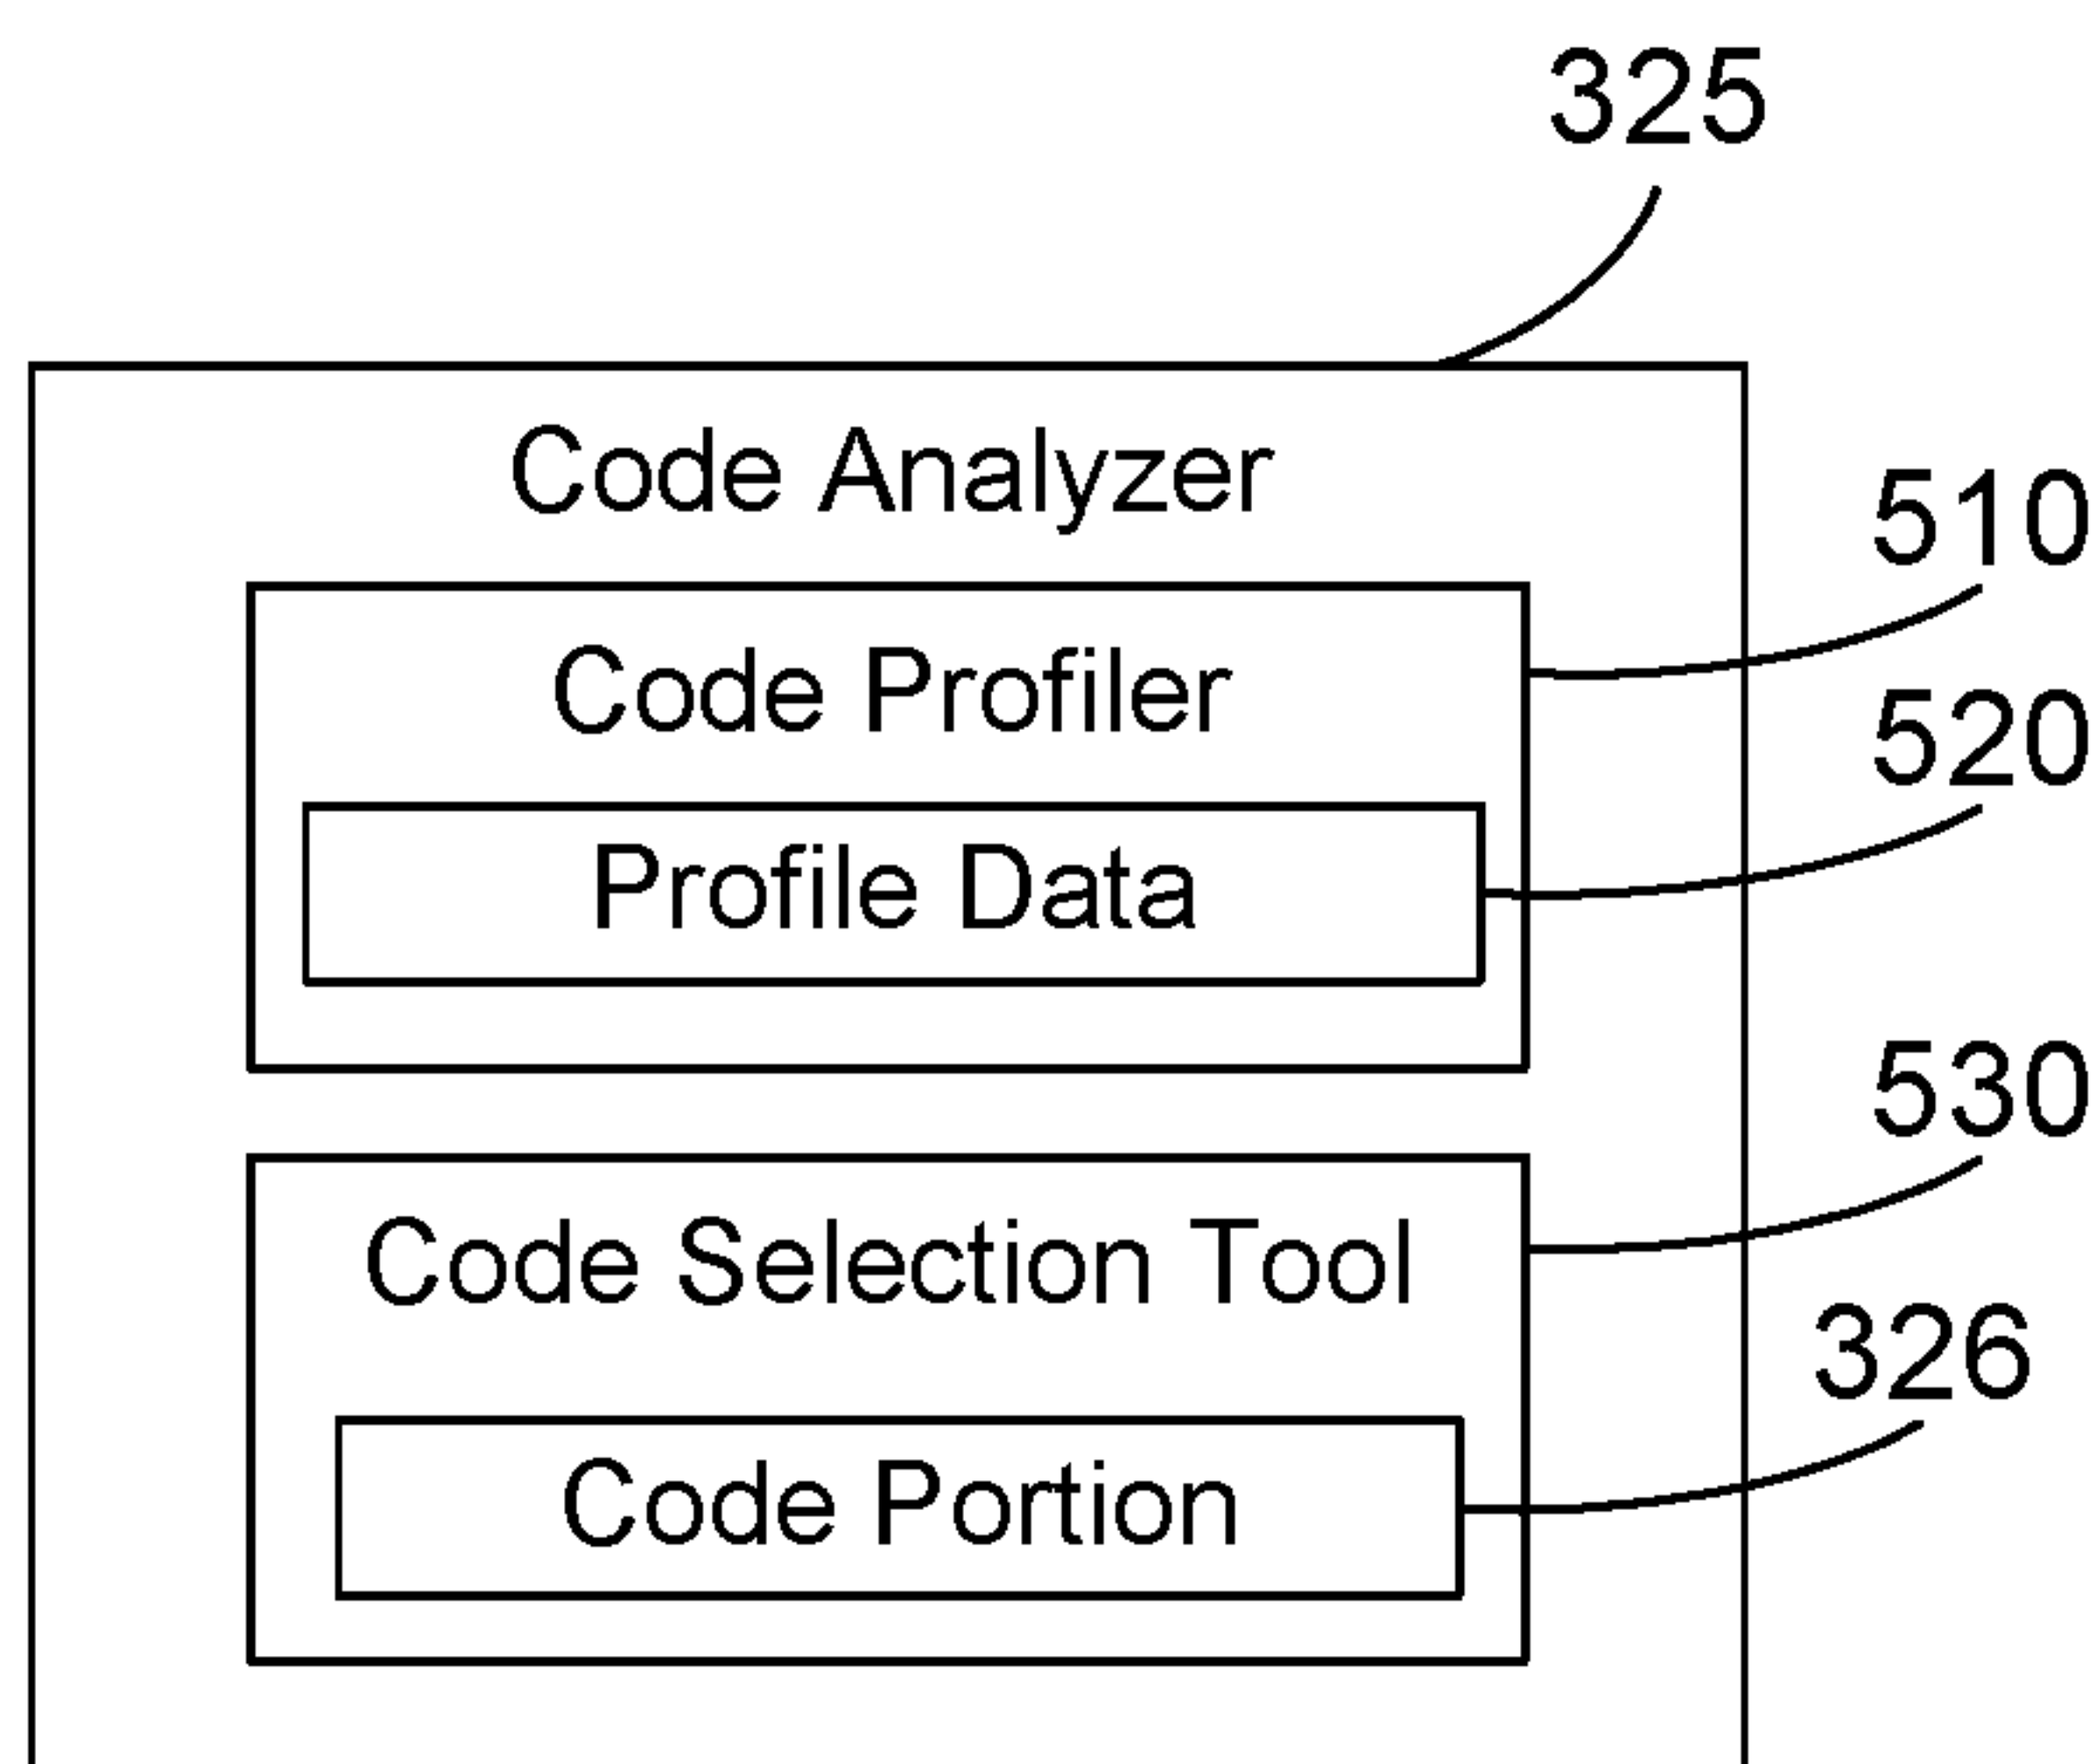 325
Code Analyzer
510
Code Profiler
520
Profile Data
530
Code Selection Tool
326
Code Portion